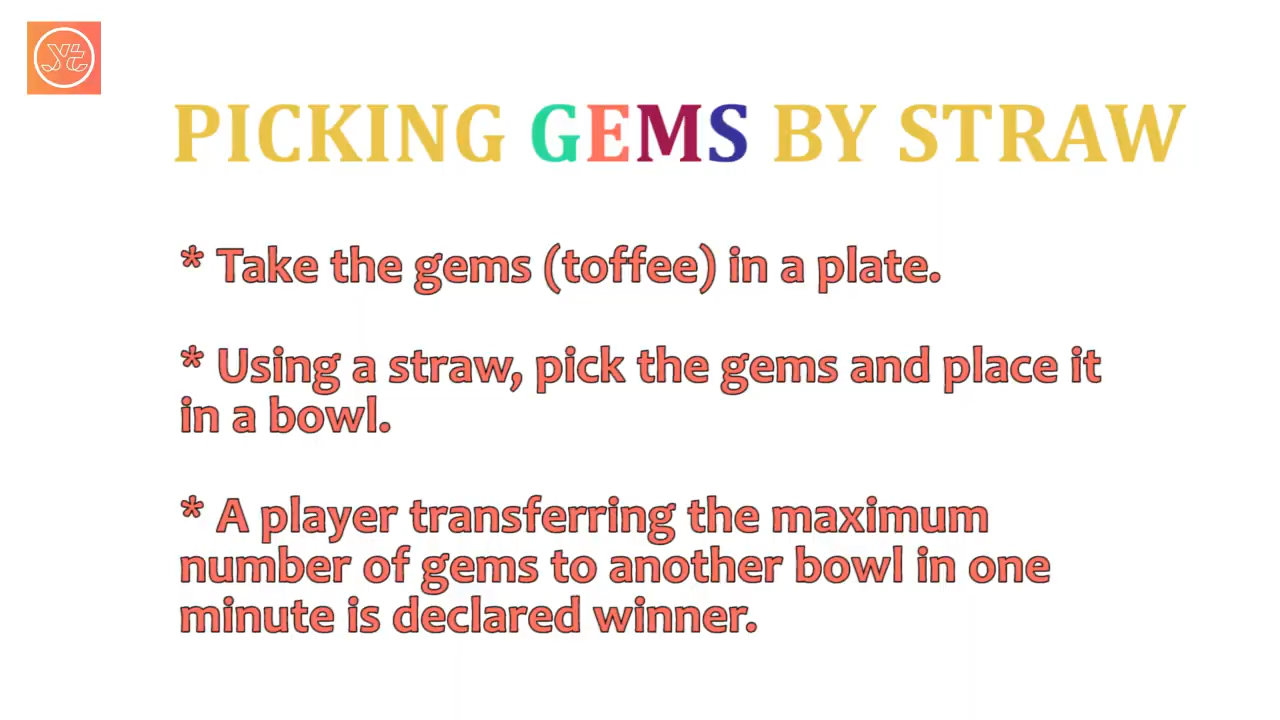 yt
PICKING GEMS BY STRAW
* Take the gems (toffee) in a plate.
* Using a straw, pick the gems and place it
in a bowl.
* A player transferring the maximum
number of gems to another bowl in one
minute is declared winner.